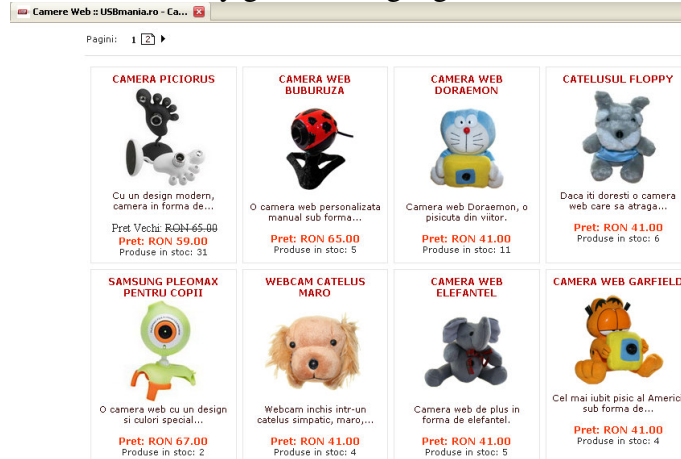 Camere Web :: USBmania.ro - Ca...
Pagini: 1 2
CAMERA PICIORUS
Cu un design modern,
camera in forma de...
Pret Vechi: RON 65.00
Pret: RON 59.00
Produse in stoc: 31
CAMERA WEB
BUBURUZA
O camera web personalizata
manual sub forma...
Pret: RON 65.00
Produse in stoc: 5
CAMERA WEB
DORAEMON
Camera web Doraemon, o
pisicuta din viitor.
Pret: RON 41.00
Produse in stoc: 11
CATELUSUL FLOPPY
Daca iti doresti o camera
web care sa atraga...
Pret: RON 41.00
Produse in stoc: 6
SAMSUNG PLEOMAX
PENTRU COPII
O camera web cu un design
si culori special...
Pret: RON 67.00
Produse in stoc: 2
WEBCAM CATELUS
MARO
Webcam inchis intr-un
catelus simpatic, maro,...
Pret: RON 41.00
Produse in stoc: 4
CAMERA WEB
ELEFANTEL
Camera web de plus in
forma de elefantel.
Pret: RON 41.00
Produse in stoc: 5
CAMERA WEB GARFIELD
Cel mai iubit pisic al Americi
sub forma de...
Pret: RON 41.00
Produse in stoc: 4